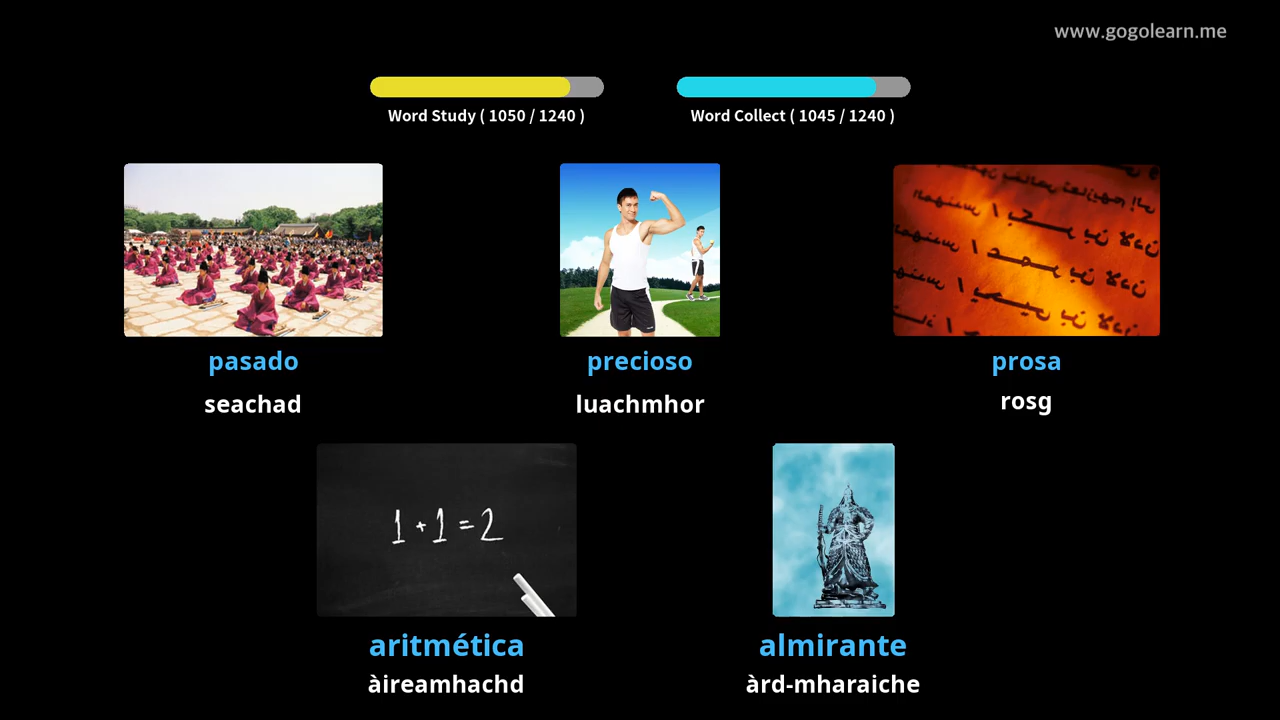 www.gogolearn.me
Word Study ( 1050 / 1240 )
Word Collect ( 1045 / 1240 )
pasado
seachad
precioso
luachmhor
prosa
rosg
1 + 1 = 2
aritmética
àireamhachd
almirante
àrd-mharaiche